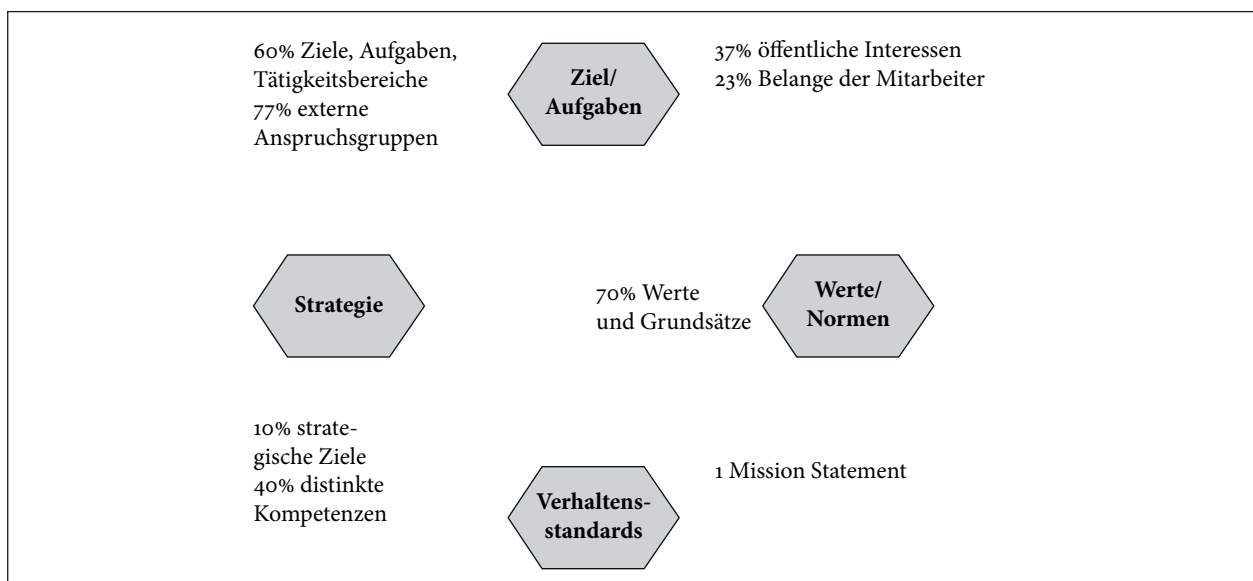 60% Ziele, Aufgaben,
Tätigkeitsbereiche
77% externe
Anspruchsgruppen
Ziel/
Aufgaben
37% öffentliche Interessen
23% Belange der Mitarbeiter
Strategie
70% Werte
und Grundsätze
Werte/
Normen
10% strate-
gische Ziele
40% distinkte
Kompetenzen
Verhaltens-
standards
1 Mission Statement